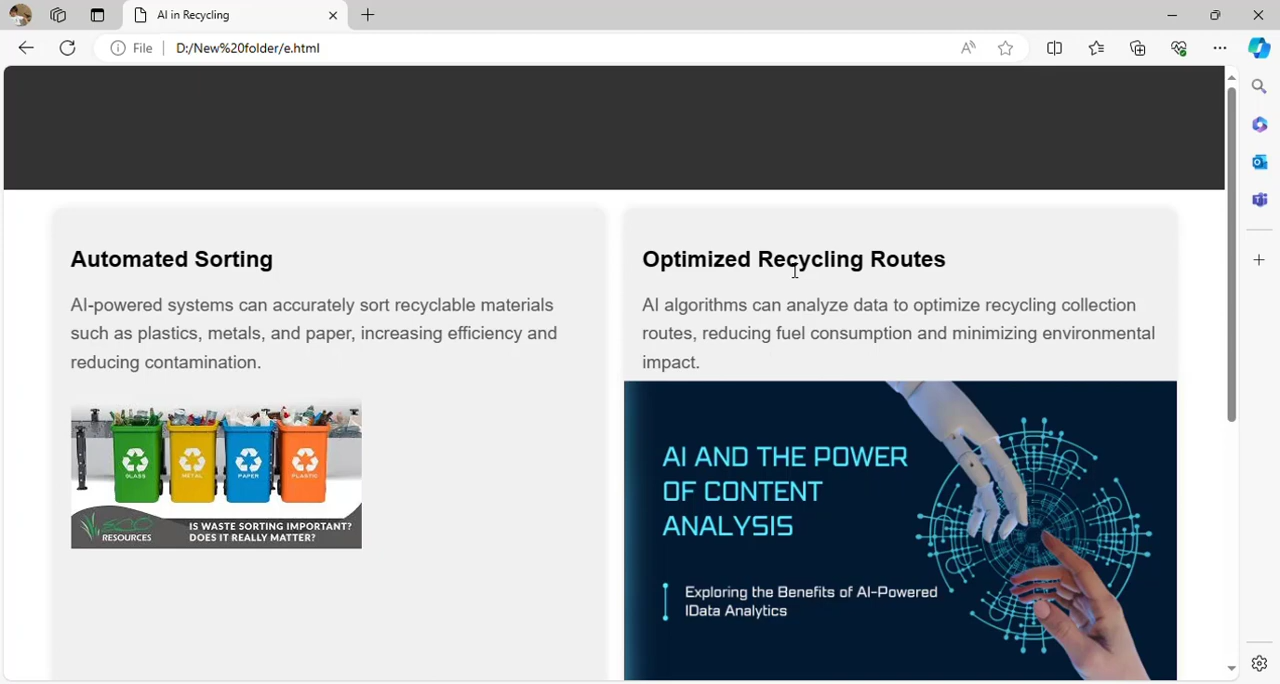 AI in Recycling
File
D:/New%20folder/e.html
Automated Sorting
AI-powered systems can accurately sort recyclable materials
such as plastics, metals, and paper, increasing efficiency and
reducing contamination.
GLASS
METAL
PAPER
PLASTIC
ECO
RESOURCES
IS WASTE SORTING IMPORTANT?
DOES IT REALLY MATTER?
Optimized Recycling Routes
AI algorithms can analyze data to optimize recycling collection
routes, reducing fuel consumption and minimizing environmental
impact.
AI AND THE POWER
OF CONTENT
ANALYSIS
Exploring the Benefits of AI-Powered
IData Analytics